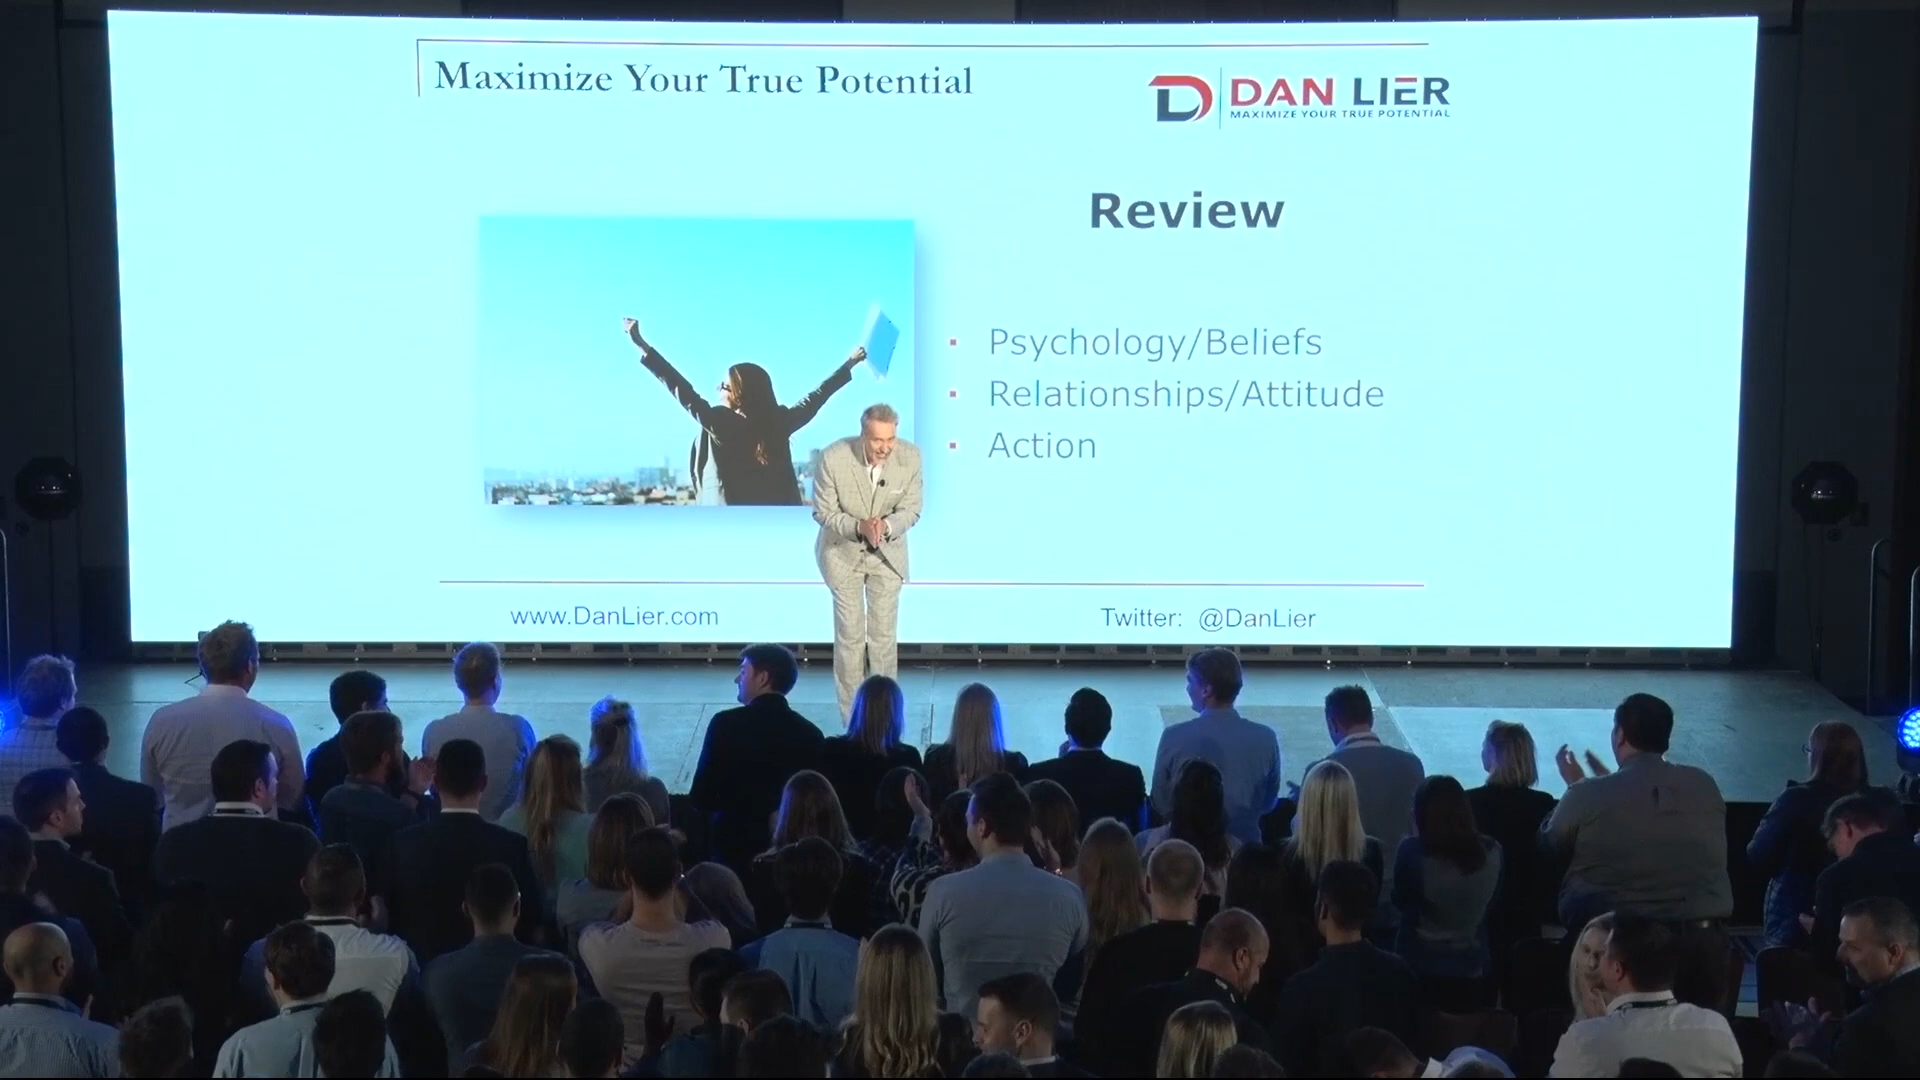 Maximize Your True Potential
DAN LIER
MAXIMIZE YOUR TRUE POTENTIAL
Review
▪ Psychology/Beliefs
▪ Relationships/Attitude
▪ Action
www.DanLier.com
Twitter: @DanLier